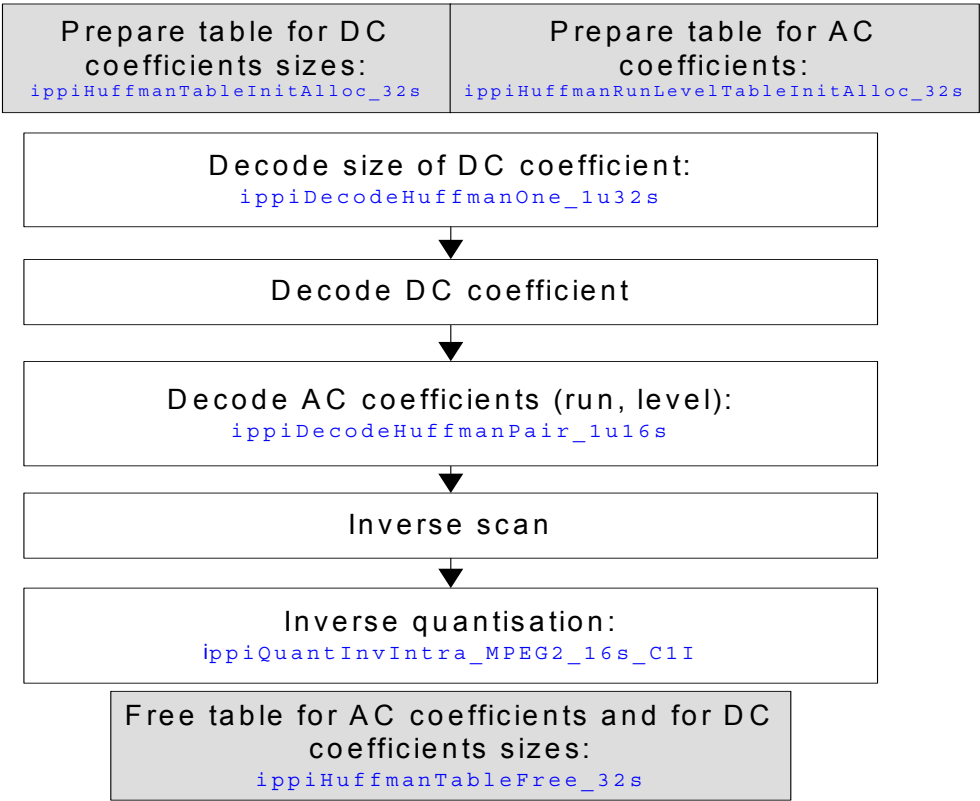 Prepare table for DC
coefficients sizes:
ippiHuffmanTableInitAlloc_32s
Prepare table for AC
coefficients:
ippiHuffmanRunLevelTableInitAlloc_32s
Decode size of DC coefficient:
ippiDecodeHuffmanOne_1u32s
Decode DC coefficient
Decode AC coefficients (run, level):
ippiDecodeHuffmanPair_1u16s
Inverse scan
Inverse quantisation:
ippiQuantInvIntra_MPEG2_16s_C1I
Free table for AC coefficients and for DC
coefficients sizes:
ippiHuffmanTableFree_32s